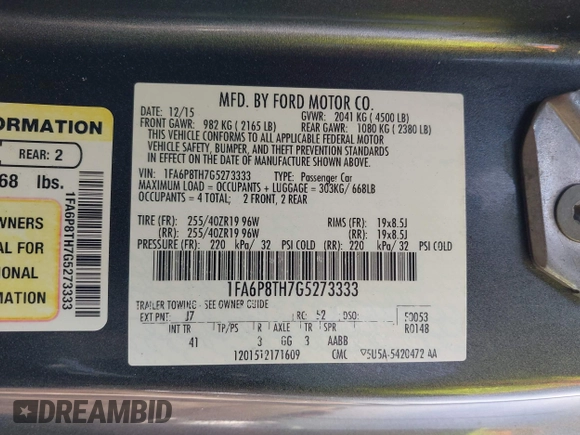 MFD. BY FORD MOTOR CO.
DATE: 12/15
GVWR: 2041 KG ( 4500 LB)
FRONT GAWR: 982 KG ( 2165 LB)
REAR GAWR: 1080 KG ( 2380 LB)
THIS VEHICLE CONFORMS TO ALL APPLICABLE FEDERAL MOTOR
VEHICLE SAFETY, BUMPER, AND THEFT PREVENTION STANDARDS
IN EFFECT ON THE DATE OF MANUFACTURE SHOWN ABOVE.
VIN: 1FA6P8TH7G5273333
TYPE: Passenger Car
MAXIMUM LOAD = OCCUPANTS + LUGGAGE = 303KG/ 668LB
OCCUPANTS = 4 TOTAL; 2 FRONT, 2 REAR
TIRE (FR): 255/40ZR19 96W RIMS (FR): 19x8.5J
(RR): 255/40ZR19 96W (RR): 19x8.5J
PRESSURE (FR): 220 kPa/ 32 PSI COLD (RR): 220 kPa/ 32 PSI COLD
1FA6P8TH7G5273333
TRAILER TOWING - SEE OWNER GUIDE
EXT PNT: J7 RC: 52 DSO:
R0148
INT TR TP/PS R AXLE TR SPR
41 3 GG 3 AABB
1201512171609 CMC 5U5A-5420472 AA
ORMATION
REAR: 2
68 lbs.
WNERS
AL FOR
IONAL
MATION
1FA6P8TH7G5273333
DREAMBID